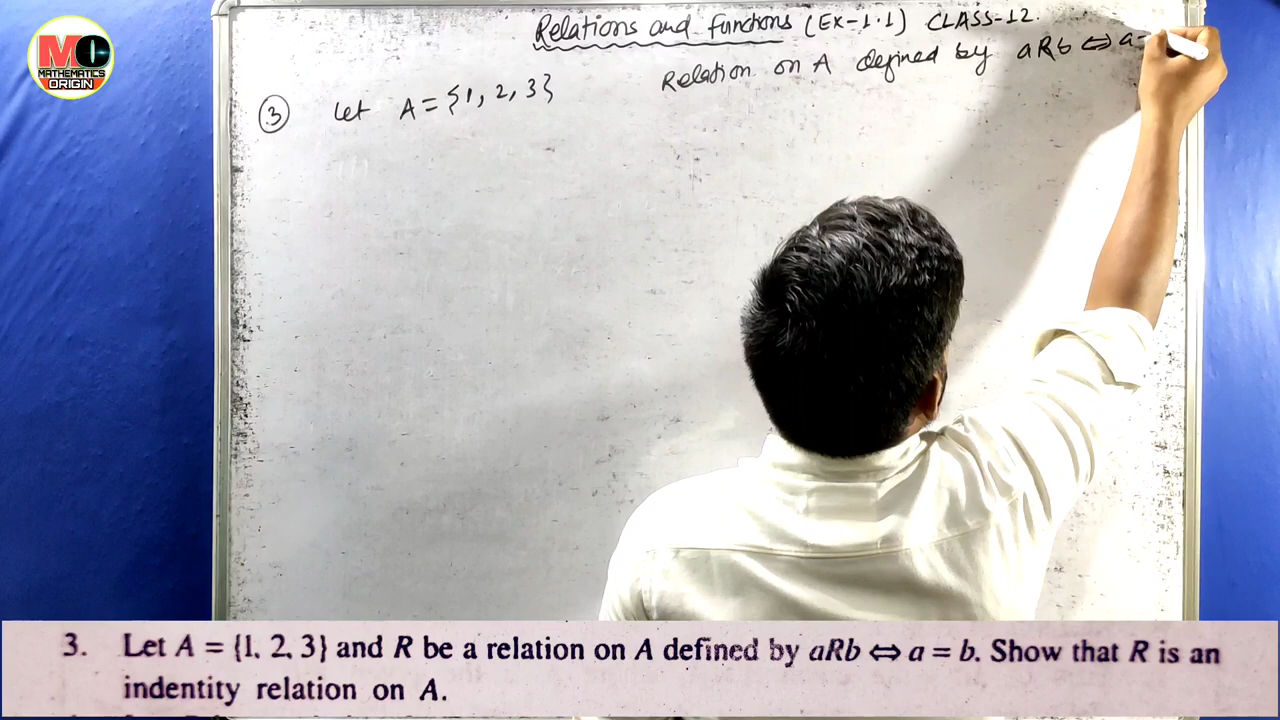 MO
MATHEMATICS
ORIGIN
Relations and functions (EX-1.1) CLASS-12.
Relation on A defined by aRb ⇔ a =
3 Let A = {1, 2, 3}
3. Let A = {1, 2, 3} and R be a relation on A defined by aRb ⇔ a = b. Show that R is an
indentity relation on A.